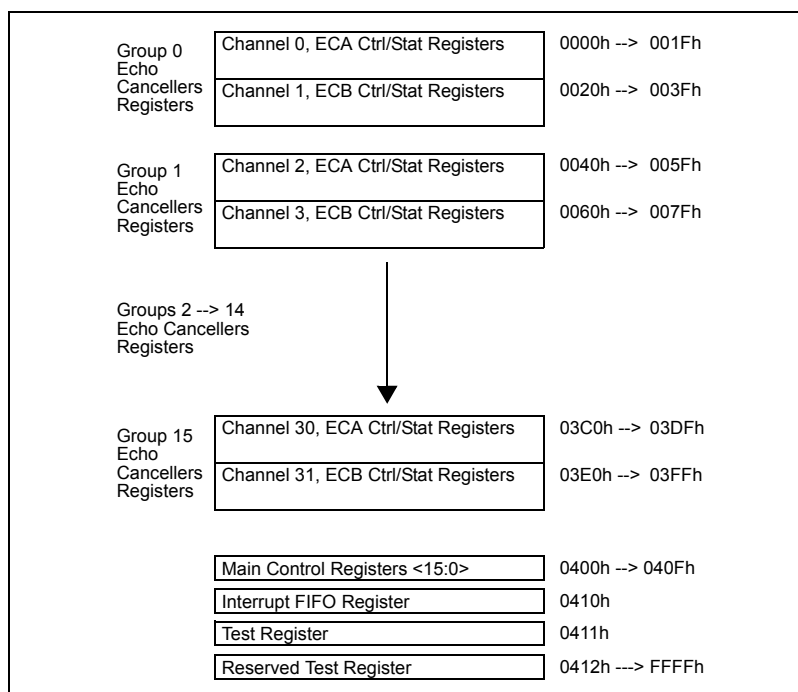 Group 0
Echo
Cancellers
Registers
Channel 0, ECA Ctrl/Stat Registers
0000h --> 001Fh
Channel 1, ECB Ctrl/Stat Registers
0020h --> 003Fh
Group 1
Echo
Cancellers
Registers
Channel 2, ECA Ctrl/Stat Registers
0040h --> 005Fh
Channel 3, ECB Ctrl/Stat Registers
0060h --> 007Fh
Groups 2 --> 14
Echo Cancellers
Registers
Group 15
Echo
Cancellers
Registers
Channel 30, ECA Ctrl/Stat Registers
03C0h --> 03DFh
Channel 31, ECB Ctrl/Stat Registers
03E0h --> 03FFh
Main Control Registers <15:0>
0400h --> 040Fh
Interrupt FIFO Register
0410h
Test Register
0411h
Reserved Test Register
0412h ---> FFFFh